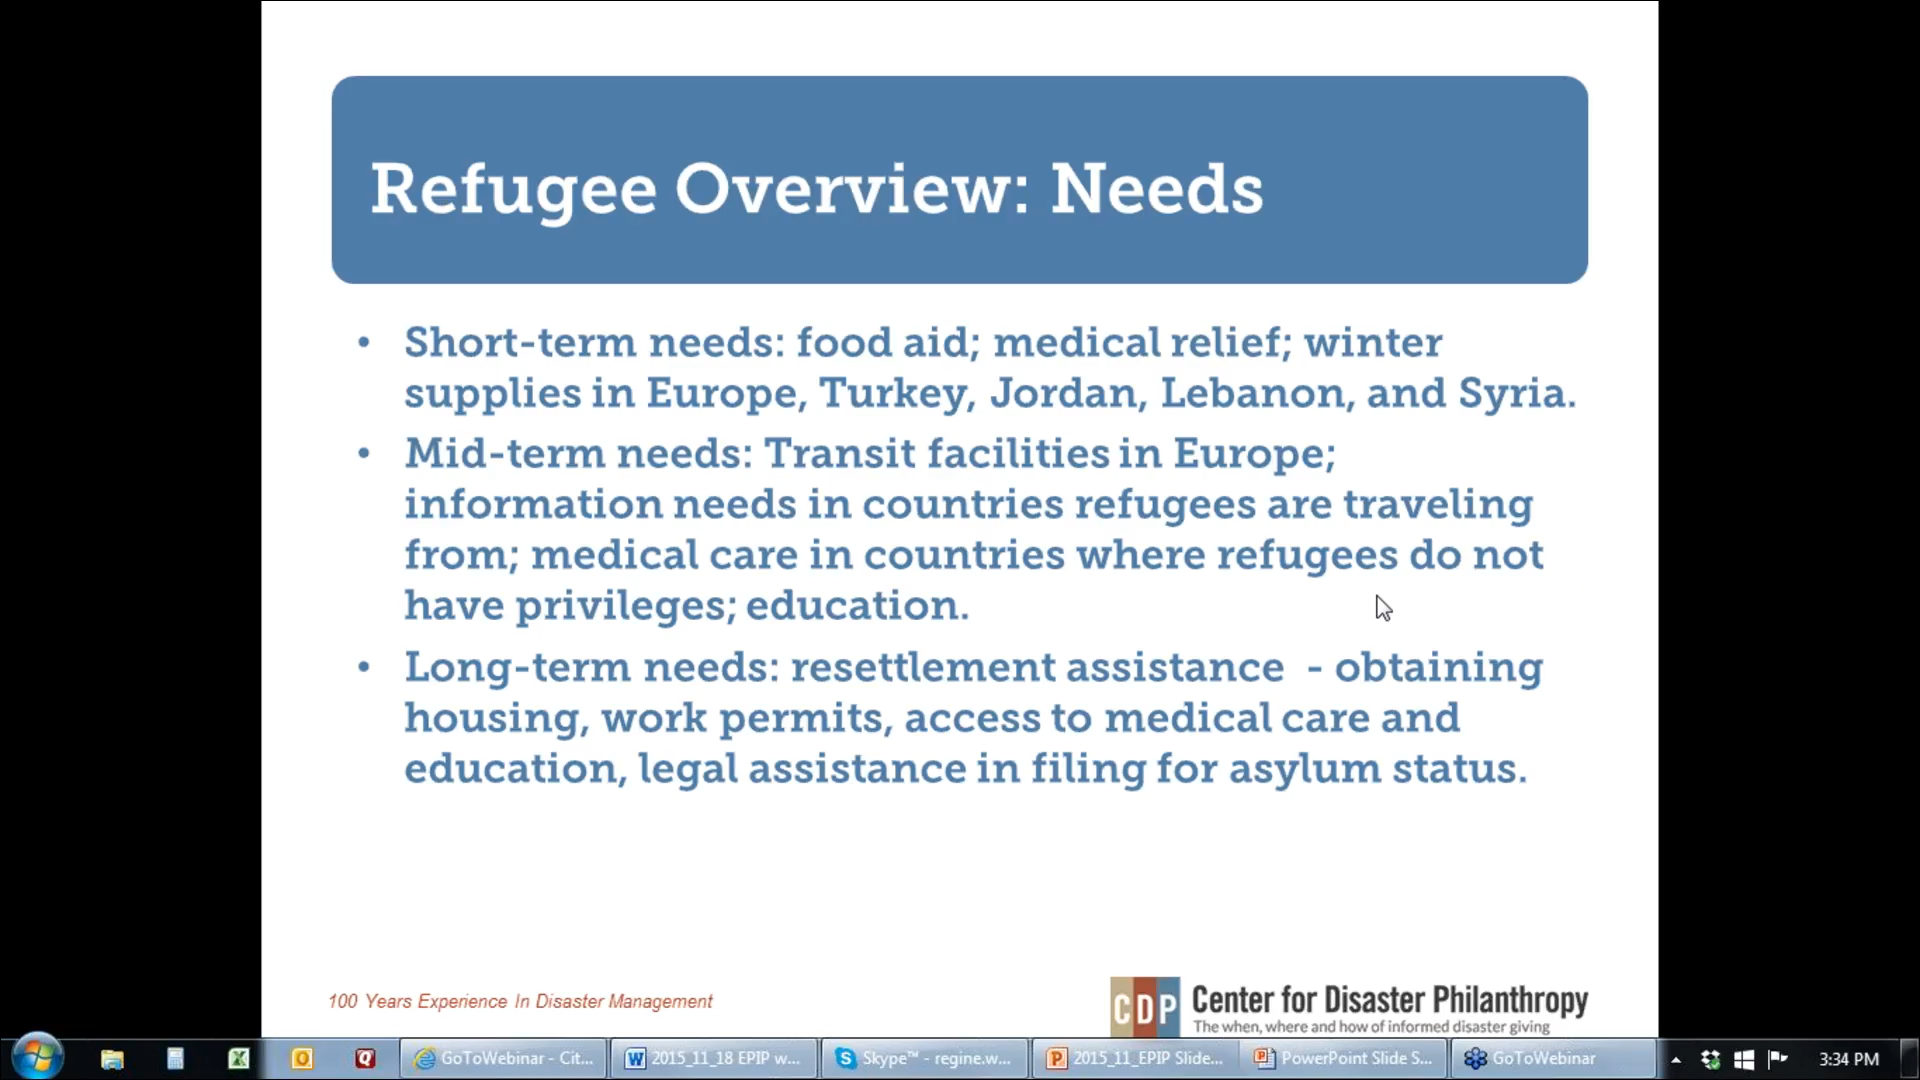 Refugee Overview: Needs
• Short-term needs: food aid; medical relief; winter
supplies in Europe, Turkey, Jordan, Lebanon, and Syria.
• Mid-term needs: Transit facilities in Europe;
information needs in countries refugees are traveling
from; medical care in countries where refugees do not
have privileges; education.
• Long-term needs: resettlement assistance  - obtaining
housing, work permits, access to medical care and
education, legal assistance in filing for asylum status.
100 Years Experience In Disaster Management
CDP Center for Disaster Philanthropy
The when, where and how of informed disaster giving
GoToWebinar - Cit... 2015_11_18 EPIP w... Skype™ - regine.w... 2015_11_EPIP Slide... PowerPoint Slide S... GoToWebinar 3:34 PM